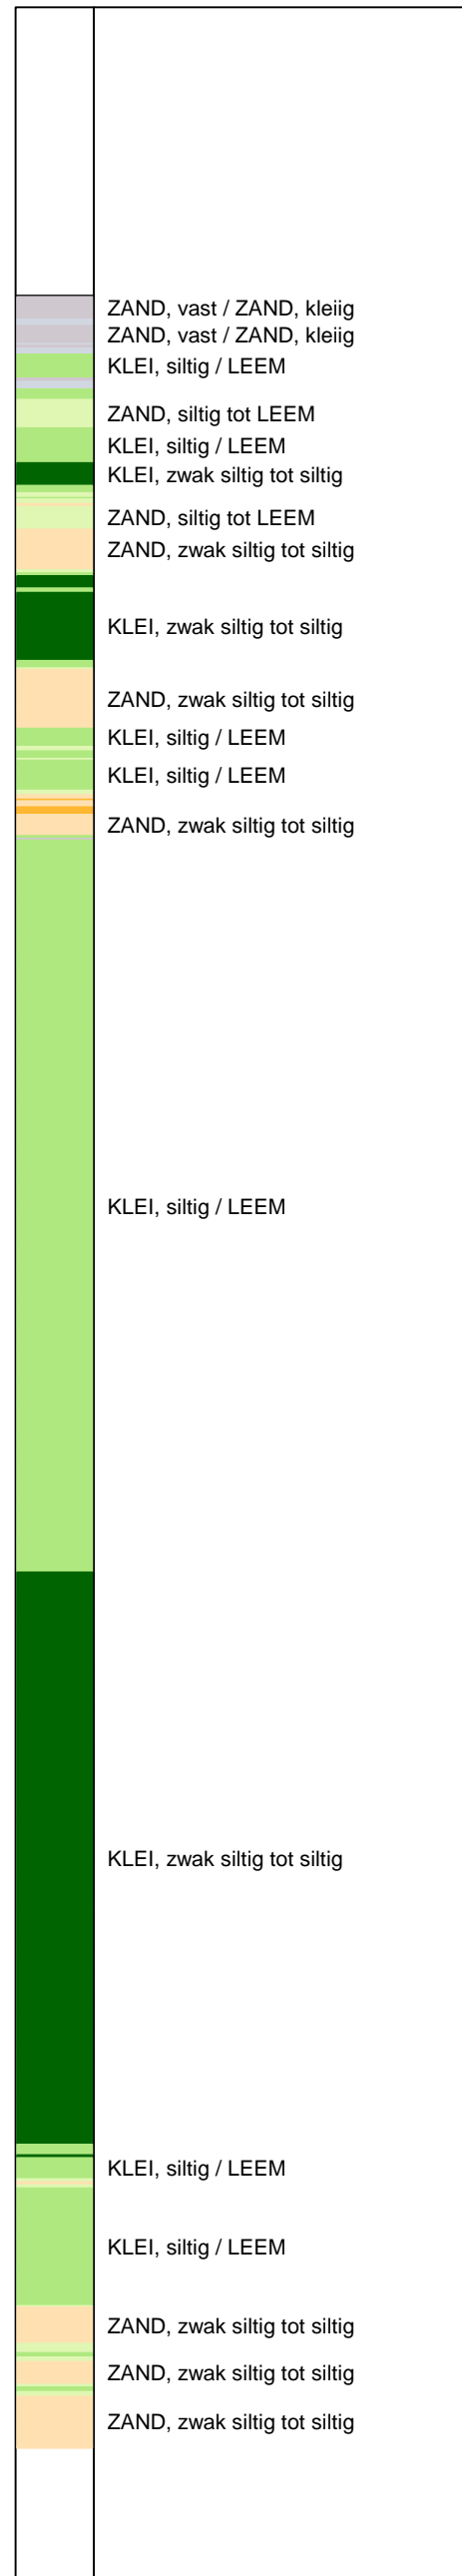 ZAND, vast / ZAND, kleiig
ZAND, vast / ZAND, kleiig
KLEI, siltig / LEEM
ZAND, siltig tot LEEM
KLEI, siltig / LEEM
KLEI, zwak siltig tot siltig
ZAND, siltig tot LEEM
ZAND, zwak siltig tot siltig
KLEI, zwak siltig tot siltig
ZAND, zwak siltig tot siltig
KLEI, siltig / LEEM
KLEI, siltig / LEEM
ZAND, zwak siltig tot siltig
KLEI, siltig / LEEM
KLEI, zwak siltig tot siltig
KLEI, siltig / LEEM
KLEI, siltig / LEEM
ZAND, zwak siltig tot siltig
ZAND, zwak siltig tot siltig
ZAND, zwak siltig tot siltig